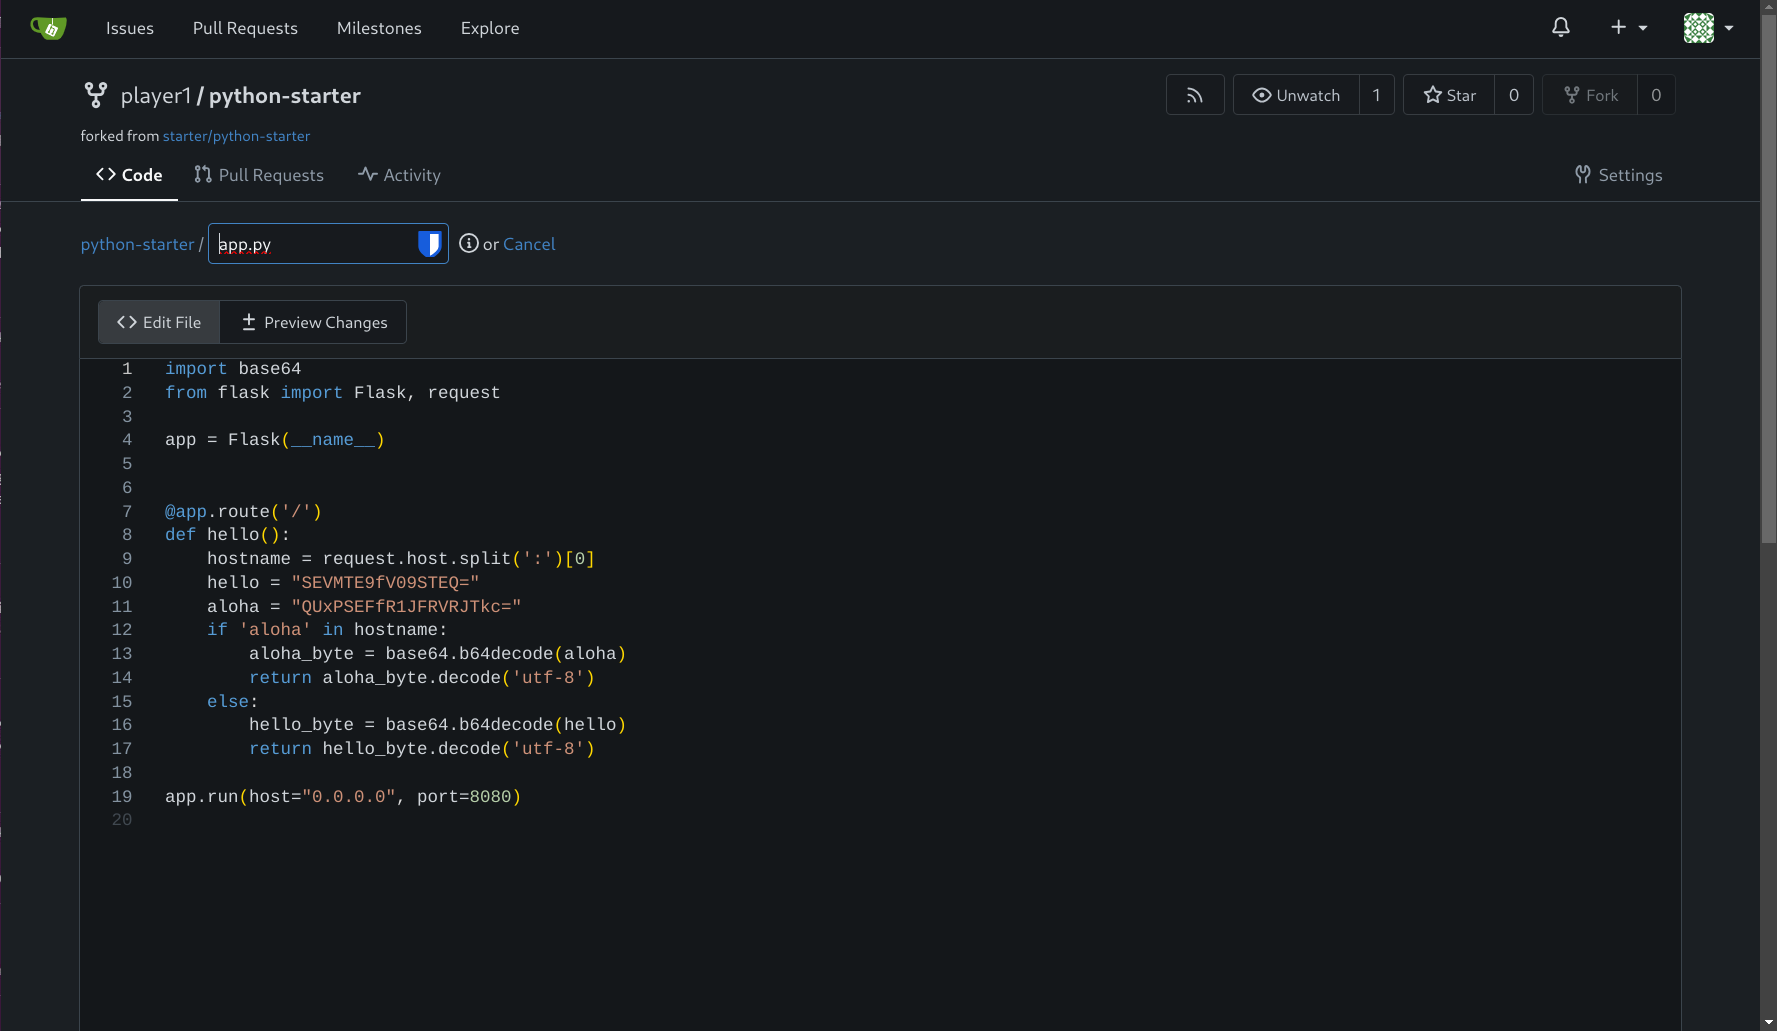 Issues Pull Requests Milestones Explore
player1 / python-starter
Unwatch 1 Star 0 Fork 0
forked from starter/python-starter
Code Pull Requests Activity Settings
python-starter / app.py or Cancel
Edit File Preview Changes
1 import base64
2 from flask import Flask, request
3
4 app = Flask(__name__)
5
6
7 @app.route('/')
8 def hello():
9 hostname = request.host.split(':')[0]
10 hello = "SEVMTE9fV09STEQ="
11 aloha = "QUxPSEFfR1JFRVRJTkc="
12 if 'aloha' in hostname:
13 aloha_byte = base64.b64decode(aloha)
14 return aloha_byte.decode('utf-8')
15 else:
16 hello_byte = base64.b64decode(hello)
17 return hello_byte.decode('utf-8')
18
19 app.run(host="0.0.0.0", port=8080)
20